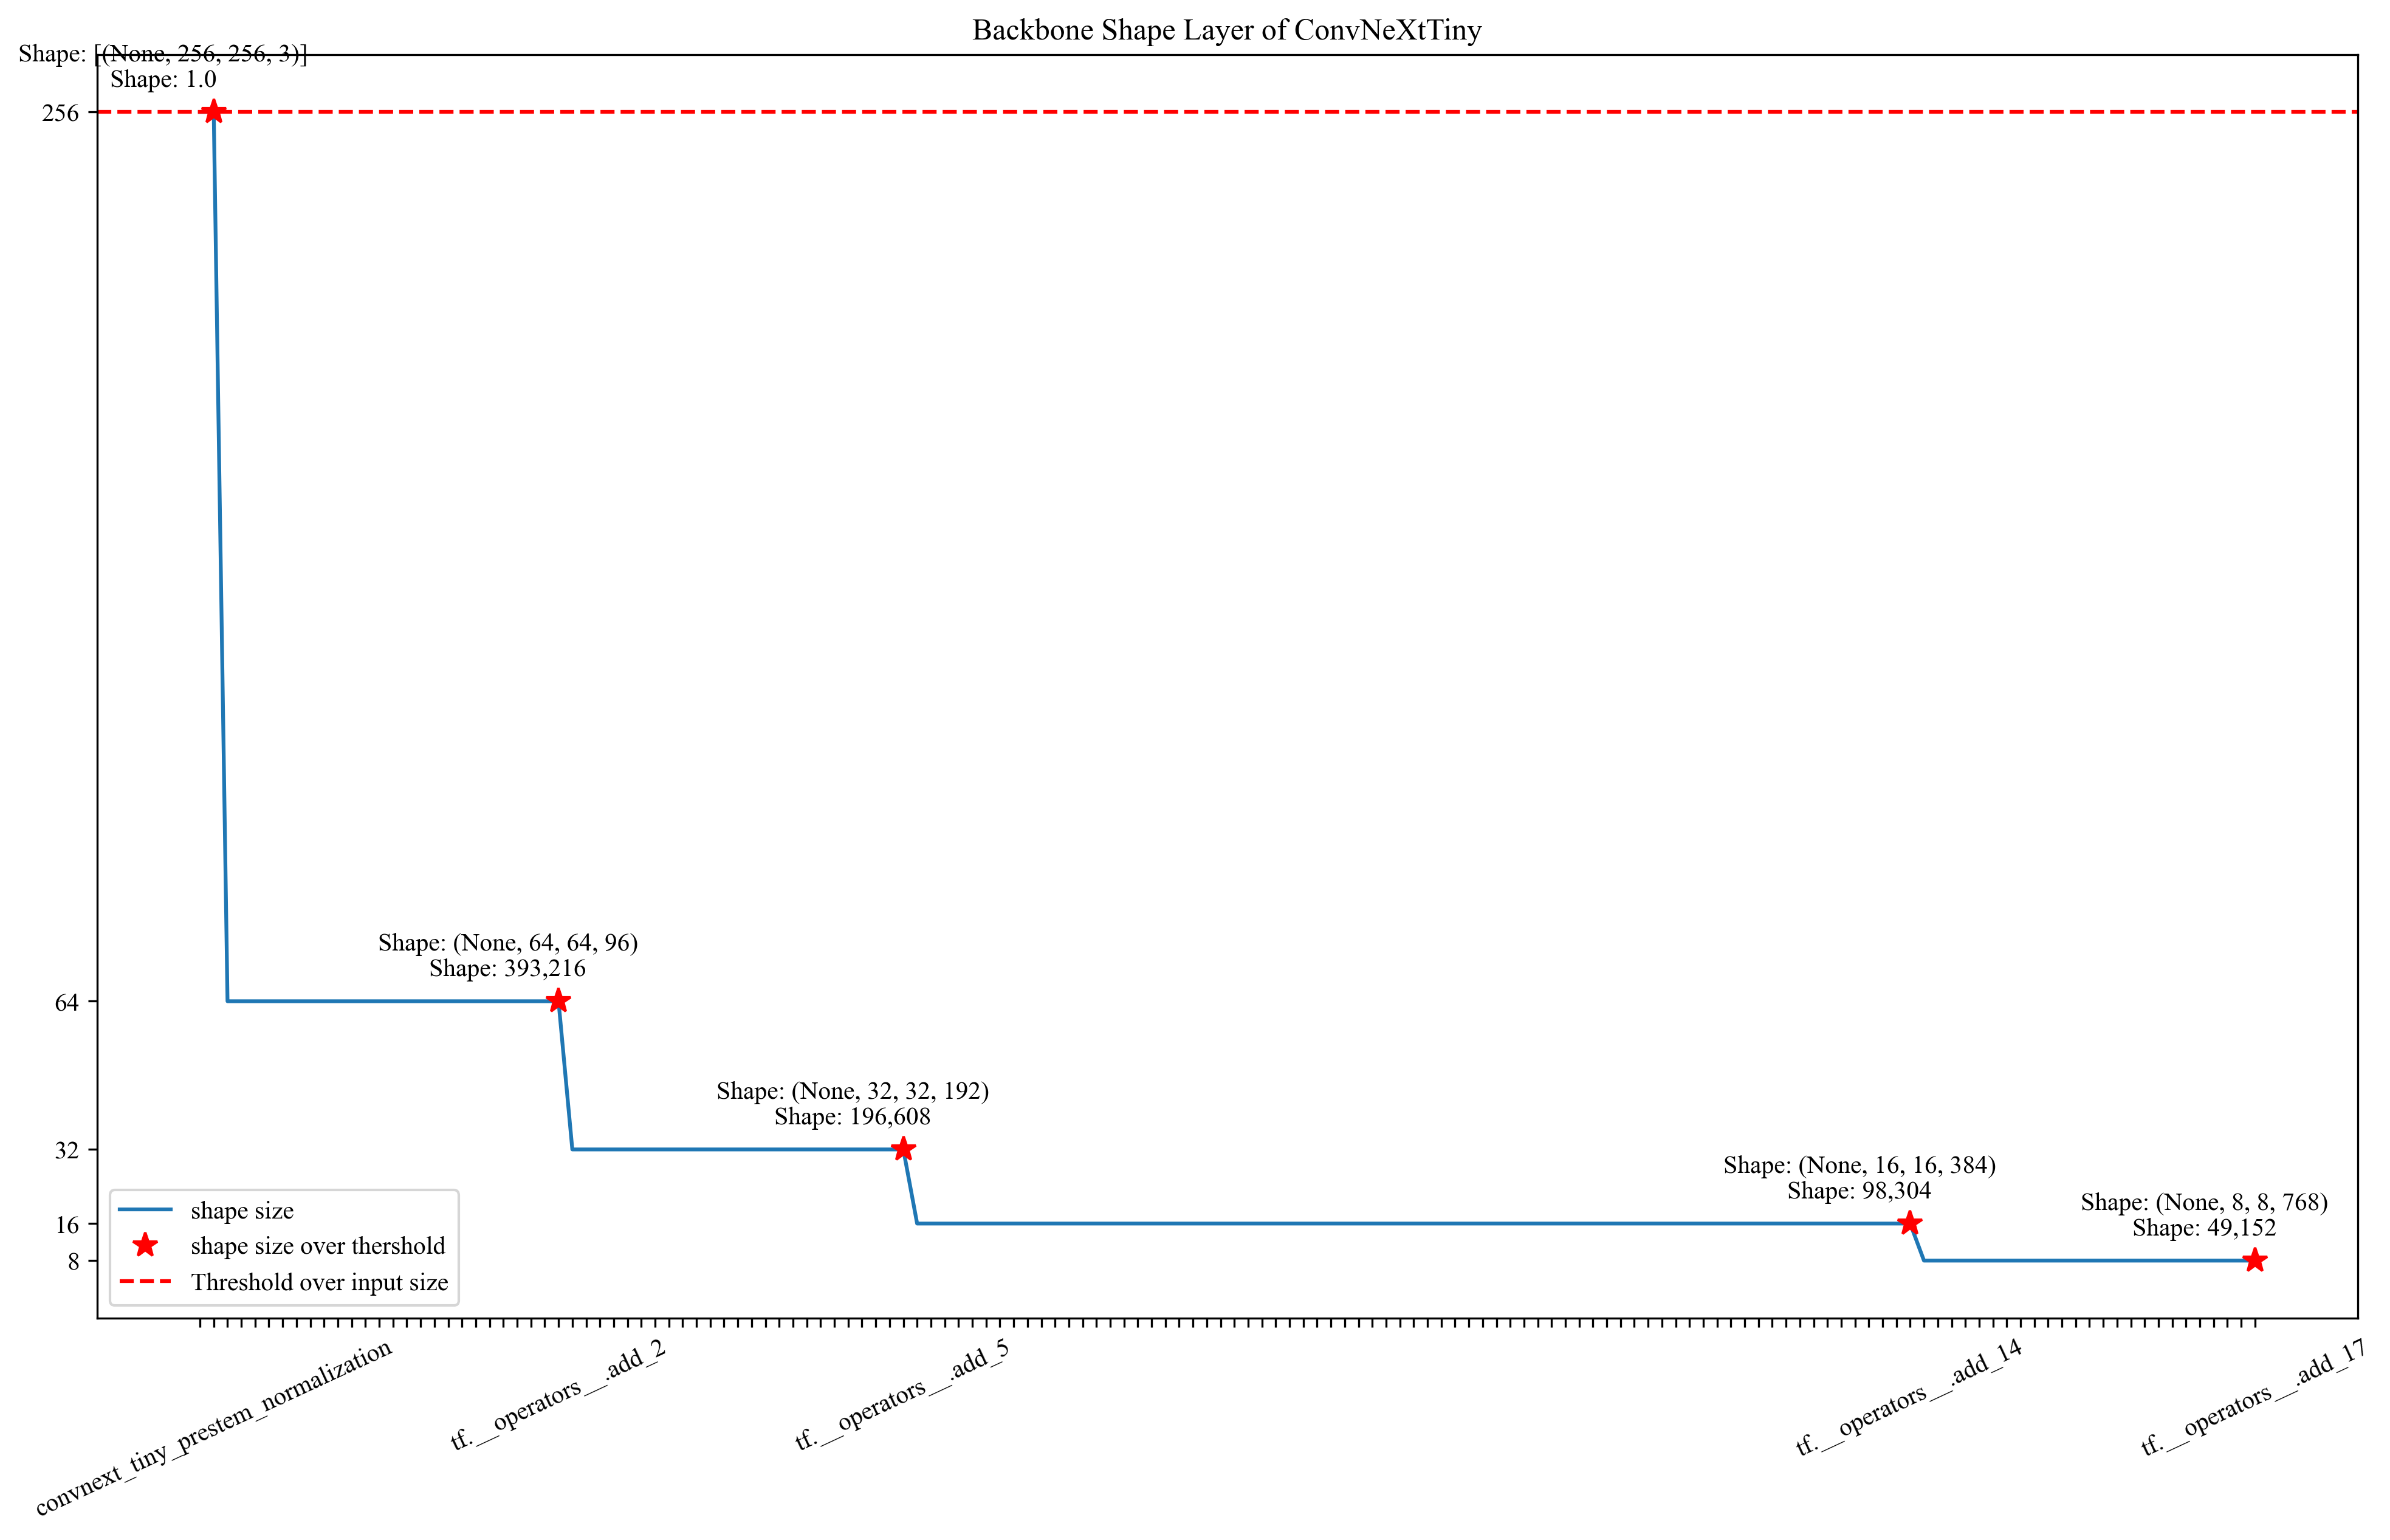 Backbone Shape Layer of ConvNeXtTiny
Shape: [(None, 256, 256, 3)]
Shape: 1.0
256
64
32
16
8
Shape: (None, 64, 64, 96)
Shape: 393,216
Shape: (None, 32, 32, 192)
Shape: 196,608
Shape: (None, 16, 16, 384)
Shape: 98,304
Shape: (None, 8, 8, 768)
Shape: 49,152
shape size
shape size over thershold
Threshold over input size
convnext_tiny_prestem_normalization
tf.__operators__.add_2
tf.__operators__.add_5
tf.__operators__.add_14
tf.__operators__.add_17